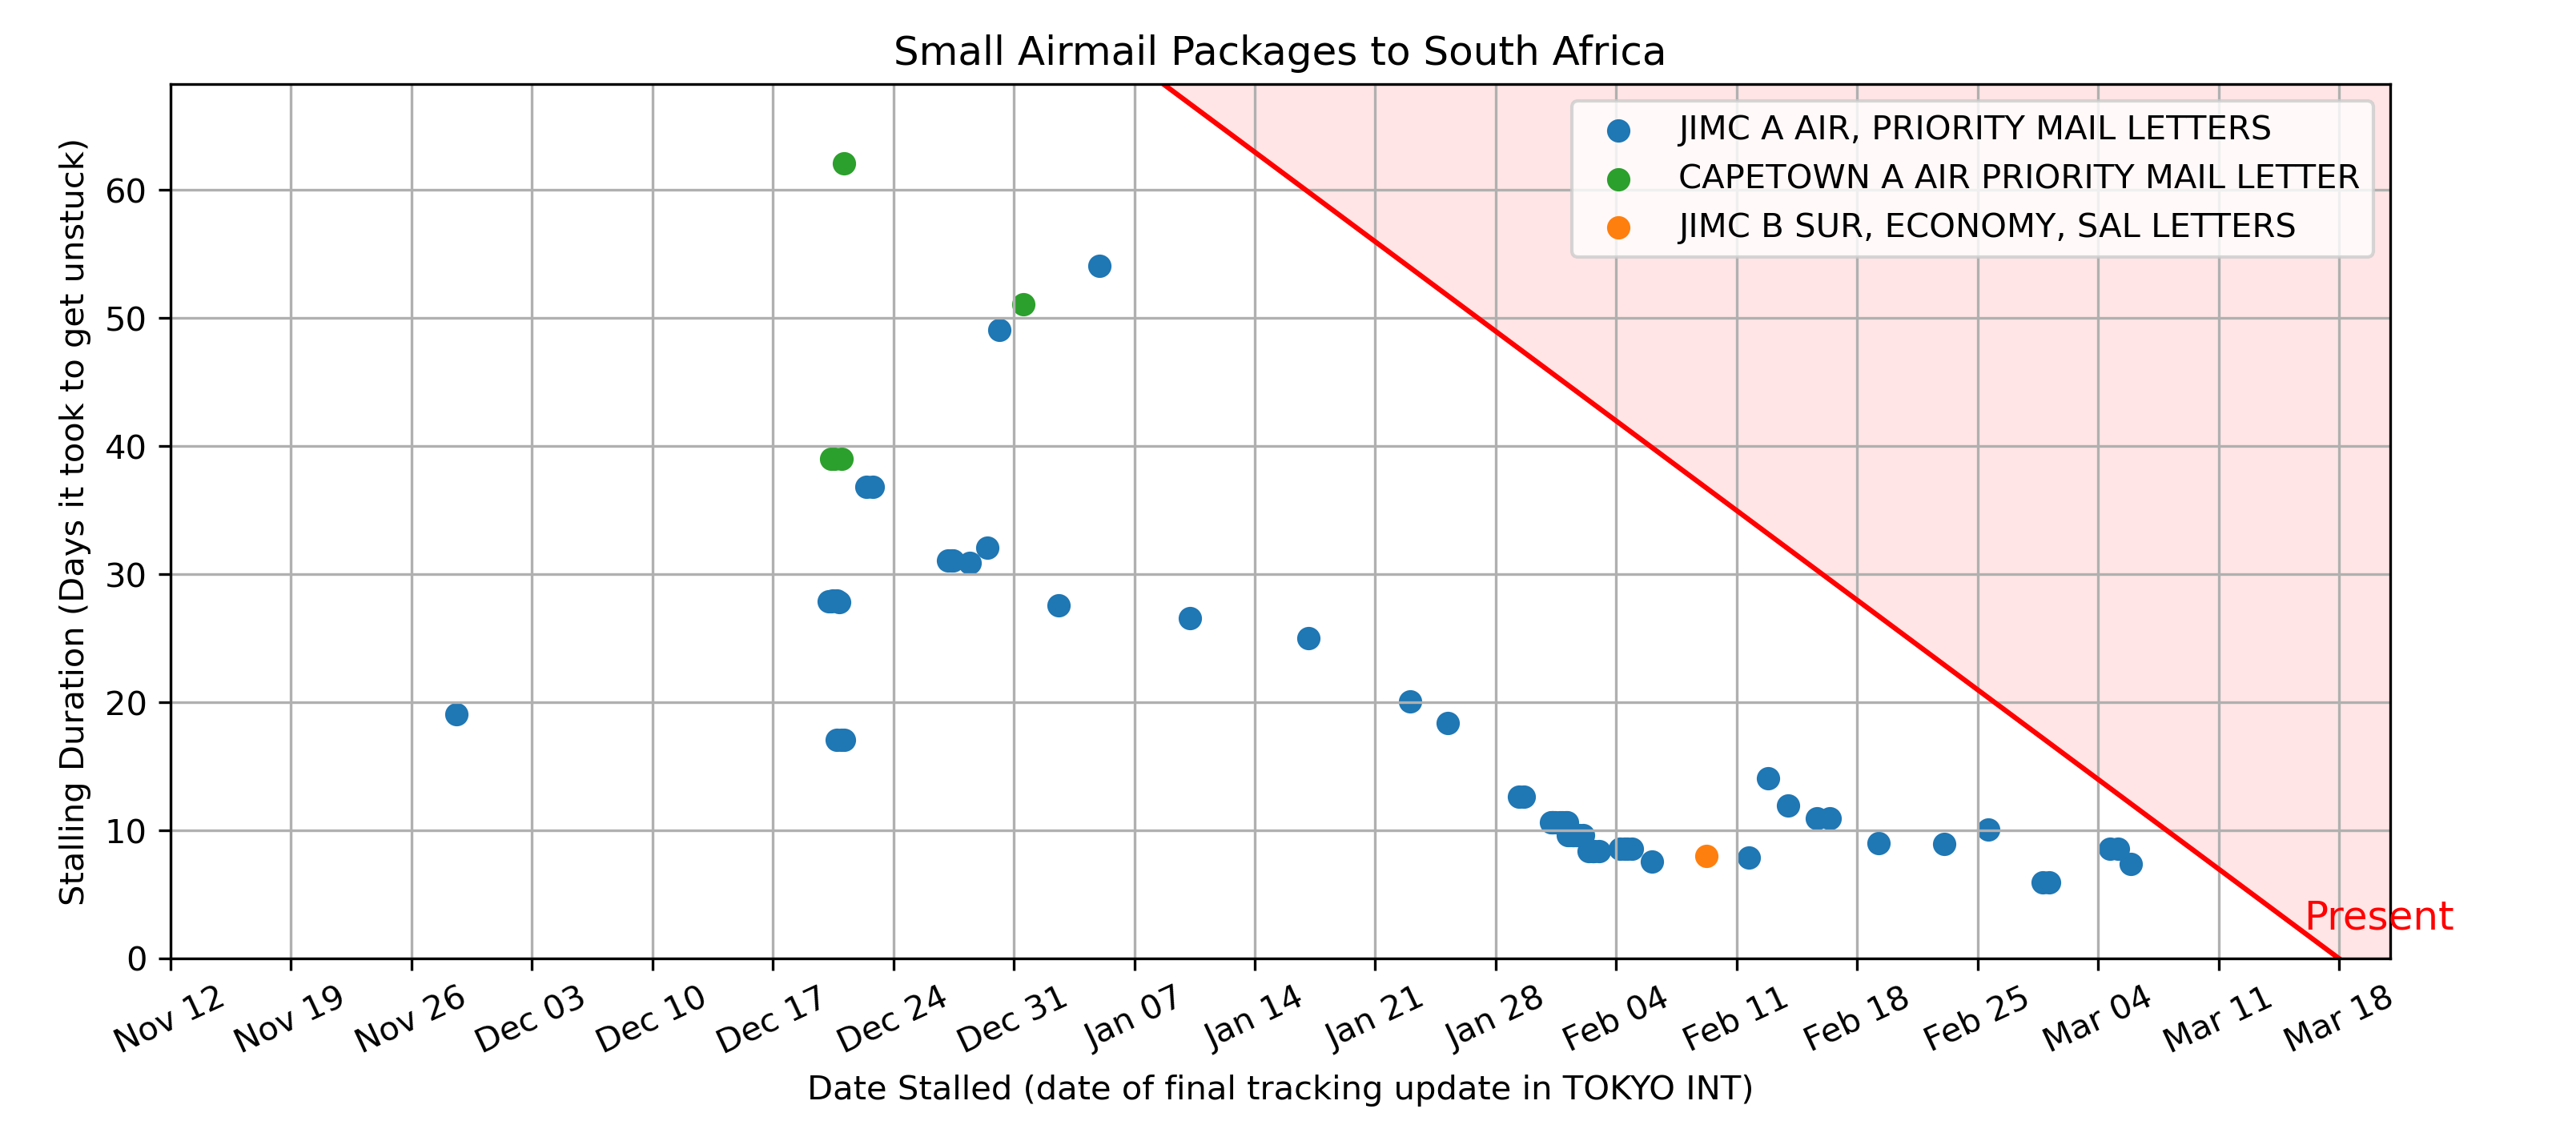 Small Airmail Packages to South Africa
JIMC A AIR, PRIORITY MAIL LETTERS
CAPETOWN A AIR PRIORITY MAIL LETTER
JIMC B SUR, ECONOMY, SAL LETTERS
Stalling Duration (Days it took to get unstuck)
60
50
40
30
20
10
0
Present
Nov 12
Nov 19
Nov 26
Dec 03
Dec 10
Dec 17
Dec 24
Dec 31
Jan 07
Jan 14
Jan 21
Jan 28
Feb 04
Feb 11
Feb 18
Feb 25
Mar 04
Mar 11
Mar 18
Date Stalled (date of final tracking update in TOKYO INT)